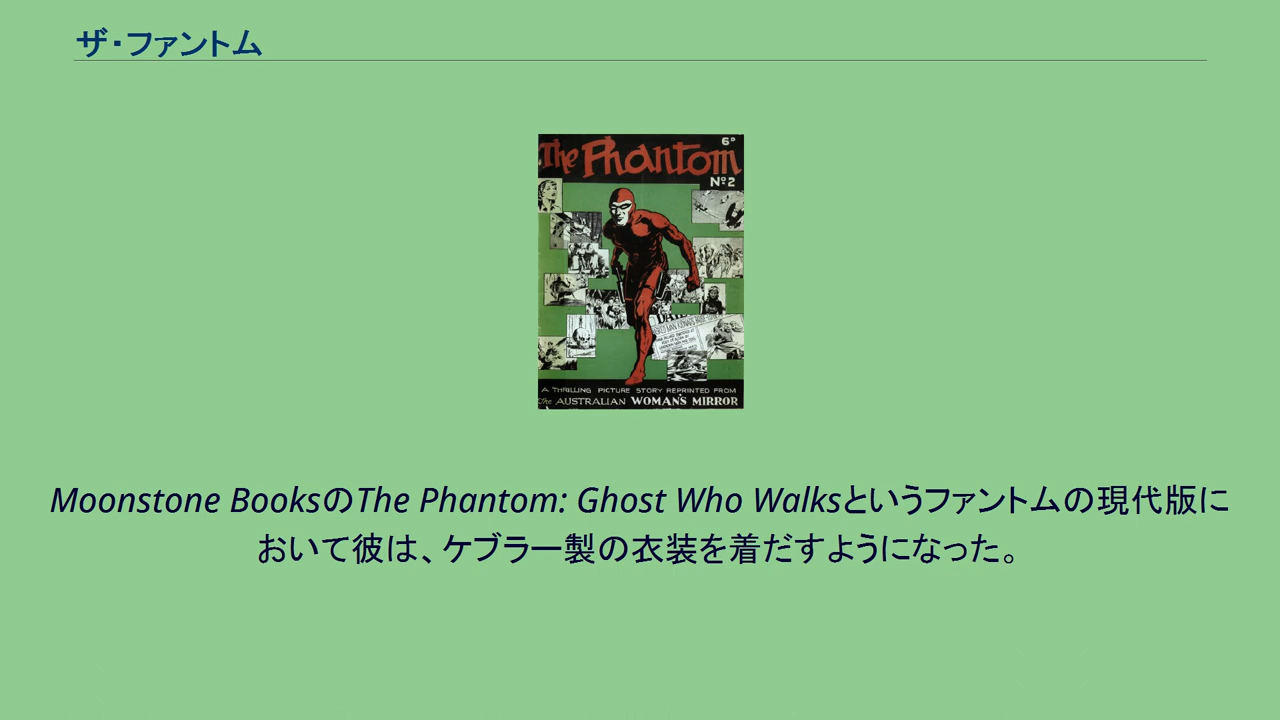 ザ・ファントム
The Phantom
6D
Nº2
A THRILLING PICTURE STORY REPRINTED FROM
The AUSTRALIAN WOMAN'S MIRROR
Moonstone BooksのThe Phantom: Ghost Who Walksというファントムの現代版に
おいて彼は、ケブラー製の衣装を着だすようになった。